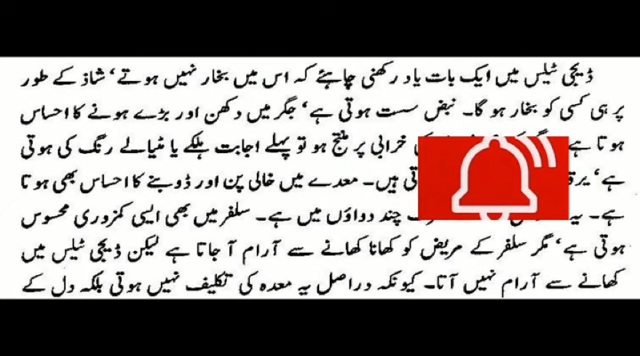 ڈیجی ٹیلس میں ایک بات یاد رکھنی چاہئے کہ اس میں بخار نہیں ہوتے‘ شاذ کے طور
پر ہی کسی کو بخار ہو گا۔ نبض سست ہوتی ہے‘ جگر میں دکھن اور بڑے ہونے کا احساس
ہوتا ہے خرابی پر منتج ہو تو پہلے اجابت ہلکے یا مٹیالے رنگ کی ہوتی
ہے‘ ہیں۔ معدے میں خالی پن اور ڈوبنے کا احساس بھی ہوتا
ہے۔ یہ چند دواؤں میں ہے۔ سلفر میں بھی ایسی کمزوری محسوس
ہوتی ہے‘ مگر سلفر کے مریض کو کھانا کھانے سے آرام آ جاتا ہے لیکن ڈیجی ٹیلس میں
کھانے سے آرام نہیں آتا۔ کیونکہ دراصل یہ معدہ کی تکلیف نہیں ہوتی بلکہ دل کے